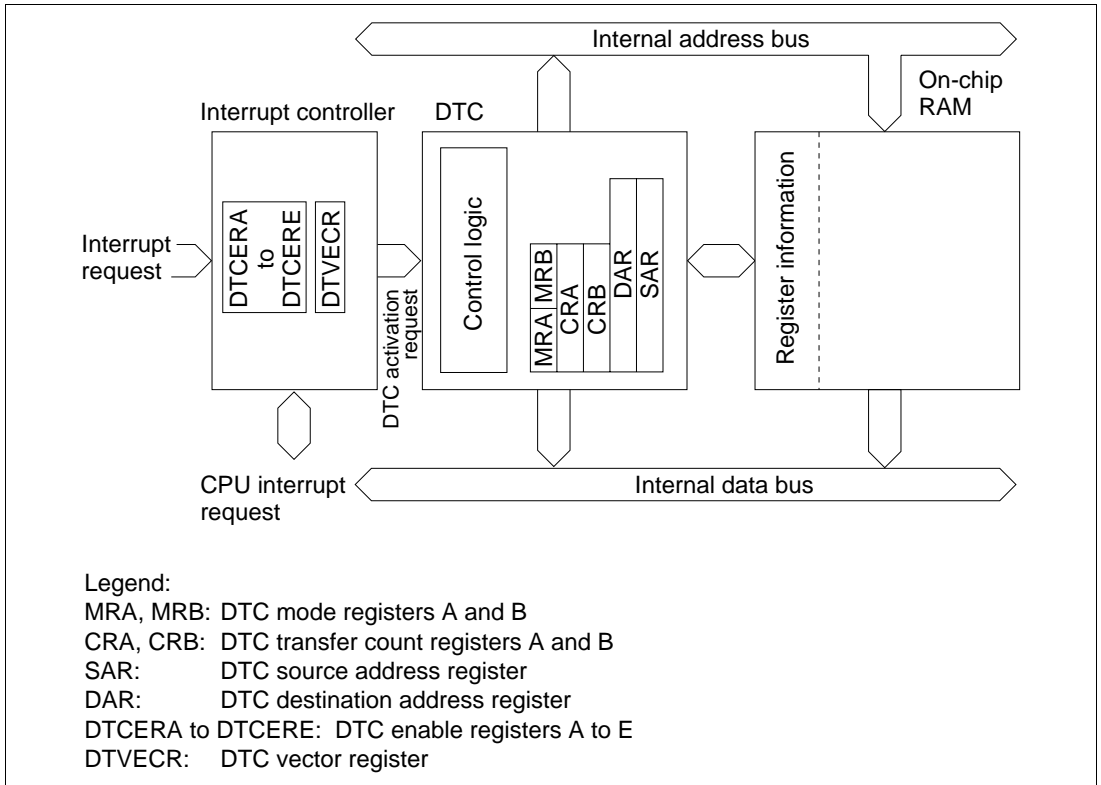 Internal address bus
On-chip
RAM
Interrupt controller
DTC
Interrupt
request
DTCERA
to
DTCERE
DTVECR
DTC activation
request
Control logic
MRA
MRB
CRA
CRB
DAR
SAR
Register information
CPU interrupt
request
Internal data bus
Legend:
MRA, MRB: DTC mode registers A and B
CRA, CRB: DTC transfer count registers A and B
SAR: DTC source address register
DAR: DTC destination address register
DTCERA to DTCERE: DTC enable registers A to E
DTVECR: DTC vector register